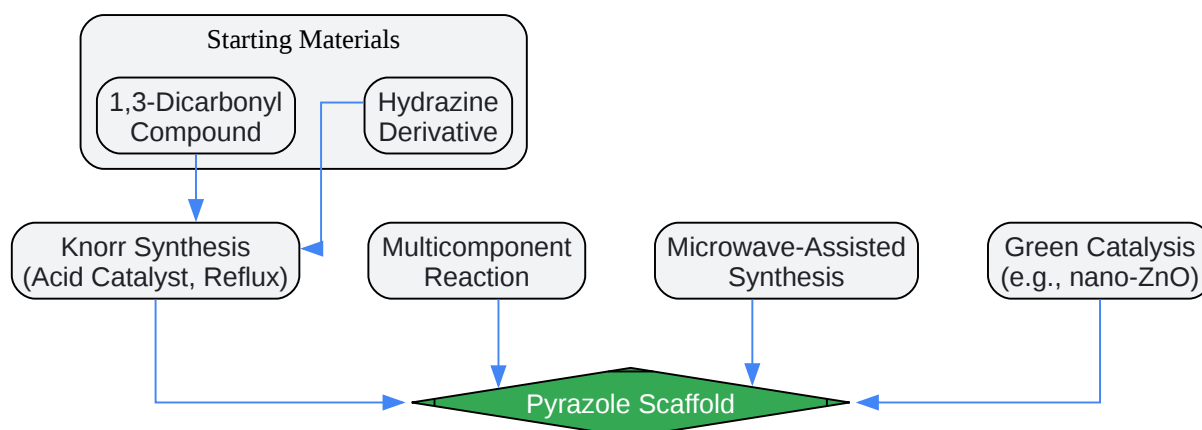 Starting Materials
1,3-Dicarbonyl
Compound
Hydrazine
Derivative
Knorr Synthesis
(Acid Catalyst, Reflux)
Multicomponent
Reaction
Microwave-Assisted
Synthesis
Green Catalysis
(e.g., nano-ZnO)
Pyrazole Scaffold